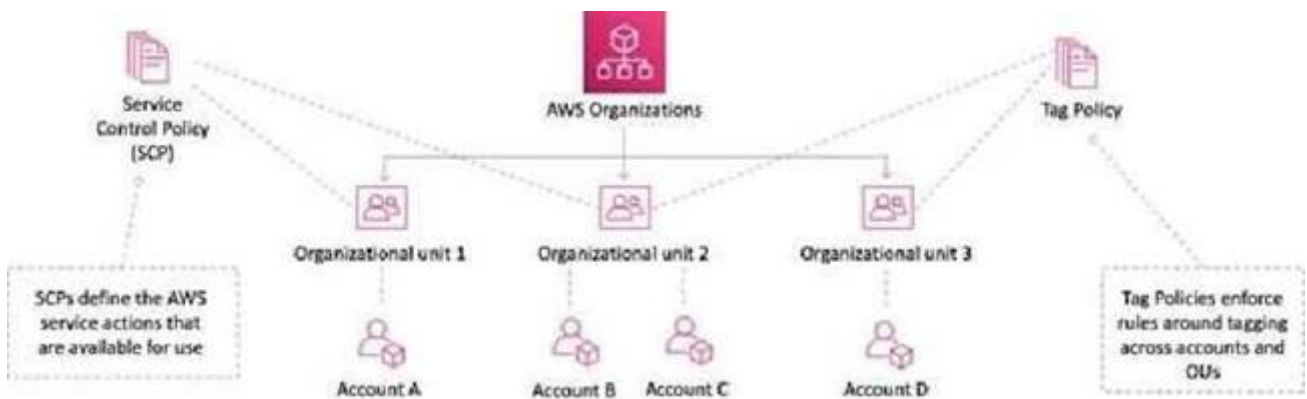 AWS Organizations
Service
Control Policy
(SCP)
Tag Policy
Organizational unit 1
Organizational unit 2
Organizational unit 3
SCPs define the AWS
service actions that
are available for use
Tag Policies enforce
rules around tagging
across accounts and
OUs
Account A
Account B
Account C
Account D